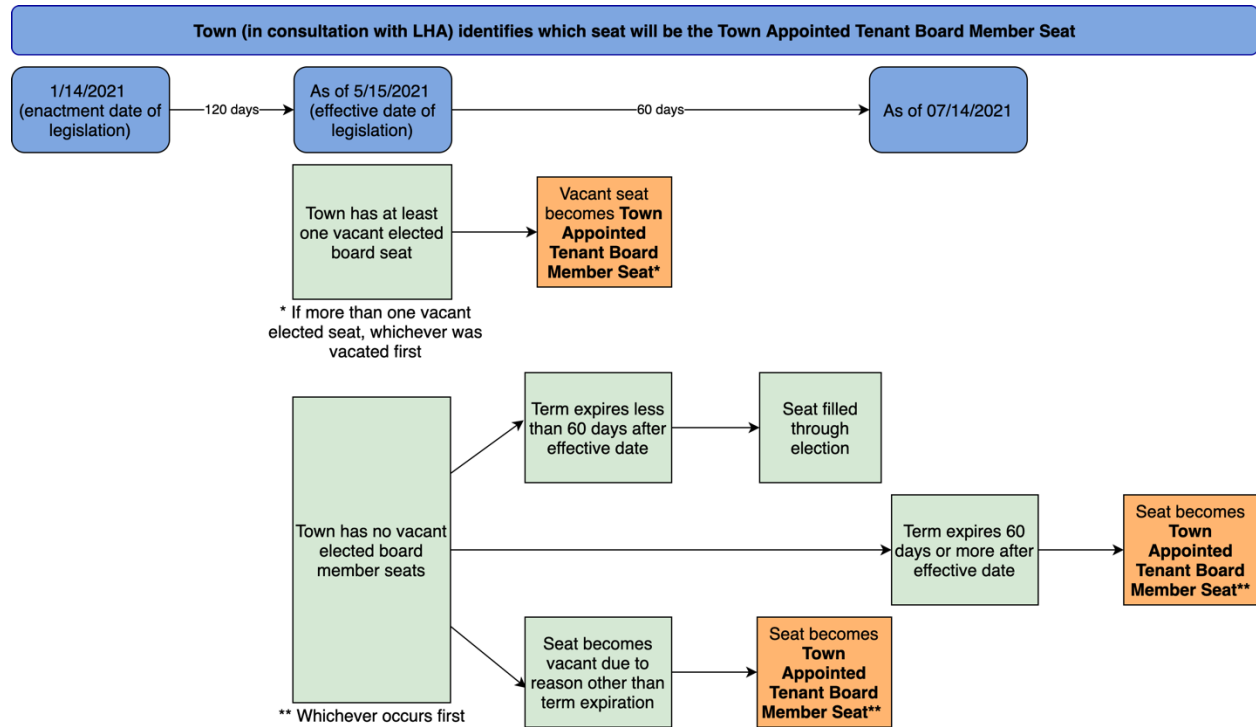 Town (in consultation with LHA) identifies which seat will be the Town Appointed Tenant Board Member Seat
1/14/2021
(enactment date of
legislation)
120 days
As of 5/15/2021
(effective date of
legislation)
60 days
As of 07/14/2021
Town has at least
one vacant elected
board seat
Vacant seat
becomes Town
Appointed
Tenant Board
Member Seat*
* If more than one vacant
elected seat, whichever was
vacated first
Town has no vacant
elected board
member seats
Term expires less
than 60 days after
effective date
Seat filled
through
election
Term expires 60
days or more after
effective date
Seat becomes
Town
Appointed
Tenant Board
Member Seat**
Seat becomes
vacant due to
reason other than
term expiration
Seat becomes
Town
Appointed
Tenant Board
Member Seat**
** Whichever occurs first